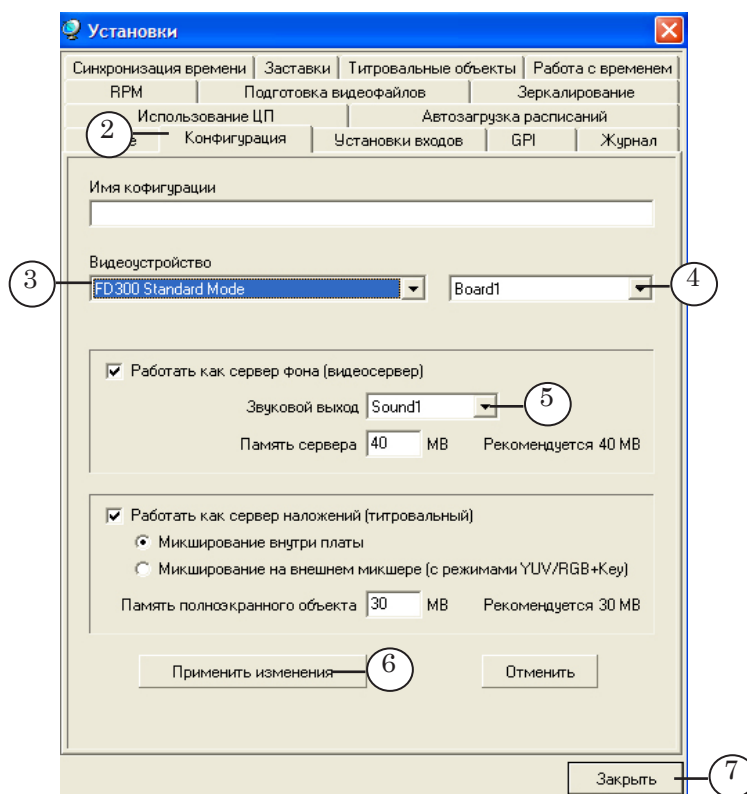 Установки
Синхронизация времени Заставки Титровальные объекты Работа с временем
RPM Подготовка видеофайлов Зеркалирование
Использование ЦП Автозагрузка расписаний
2 Конфигурация Установки входов GPI Журнал
Имя кофигурации
Видеоустройство
3 FD300 Standard Mode Board1 4
Работать как сервер фона (видеосервер)
Звуковой выход Sound1 5
Память сервера 40 MB Рекомендуется 40 MB
Работать как сервер наложений (титровальный)
Микширование внутри платы
Микширование на внешнем микшере (с режимами YUV/RGB+Key)
Память полноэкранного объекта 30 MB Рекомендуется 30 MB
Применить изменения 6 Отменить
Закрыть 7